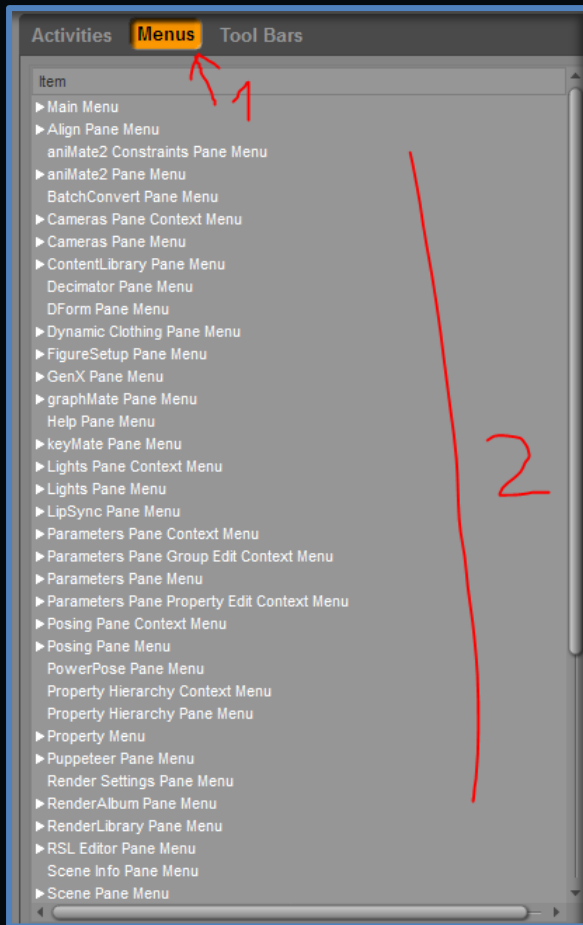 Activities Menus Tool Bars
1
Item
Main Menu
Align Pane Menu
aniMate2 Constraints Pane Menu
aniMate2 Pane Menu
BatchConvert Pane Menu
Cameras Pane Context Menu
Cameras Pane Menu
ContentLibrary Pane Menu
Decimator Pane Menu
DForm Pane Menu
Dynamic Clothing Pane Menu
FigureSetup Pane Menu
GenX Pane Menu
graphMate Pane Menu
Help Pane Menu
keyMate Pane Menu
2
Lights Pane Context Menu
Lights Pane Menu
LipSync Pane Menu
Parameters Pane Context Menu
Parameters Pane Group Edit Context Menu
Parameters Pane Menu
Parameters Pane Property Edit Context Menu
Posing Pane Context Menu
Posing Pane Menu
PowerPose Pane Menu
Property Hierarchy Context Menu
Property Hierarchy Pane Menu
Property Menu
Puppeteer Pane Menu
Render Settings Pane Menu
RenderAlbum Pane Menu
RenderLibrary Pane Menu
RSL Editor Pane Menu
Scene Info Pane Menu
Scene Pane Menu